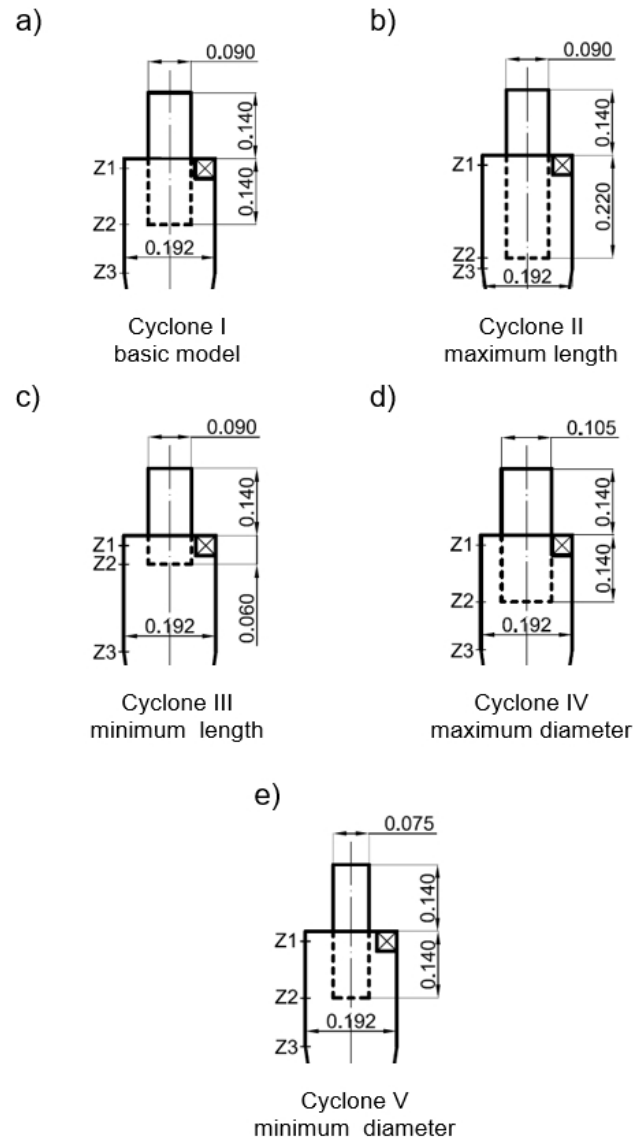 a)
0.090
0.140
0.140
Z1
Z2
0.192
Z3
Cyclone I
basic model
b)
0.090
0.140
0.220
Z1
Z2
Z3
0.192
Cyclone II
maximum length
c)
0.090
0.140
Z1
Z2
0.060
0.192
Z3
Cyclone III
minimum length
d)
0.105
0.140
0.140
Z1
Z2
0.192
Z3
Cyclone IV
maximum diameter
e)
0.075
0.140
0.140
Z1
Z2
0.192
Z3
Cyclone V
minimum diameter